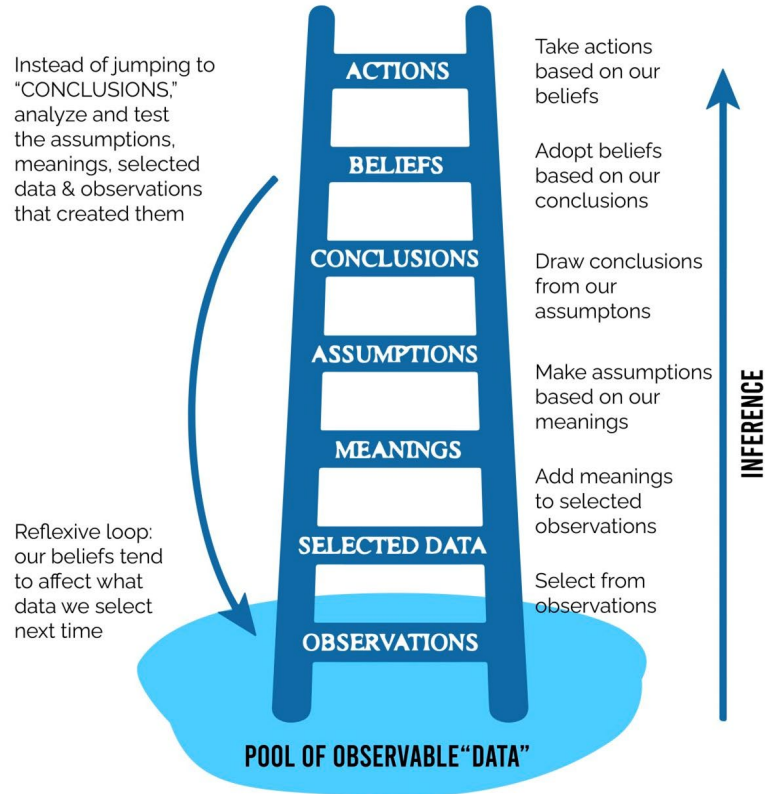 Instead of jumping to
“CONCLUSIONS,”
analyze and test
the assumptions,
meanings, selected
data & observations
that created them
Reflexive loop:
our beliefs tend
to affect what
data we select
next time
ACTIONS
BELIEFS
CONCLUSIONS
ASSUMPTIONS
MEANINGS
SELECTED DATA
OBSERVATIONS
POOL OF OBSERVABLE“DATA”
Take actions
based on our
beliefs
Adopt beliefs
based on our
conclusions
Draw conclusions
from our
assumptons
Make assumptions
based on our
meanings
Add meanings
to selected
observations
Select from
observations
INFERENCE